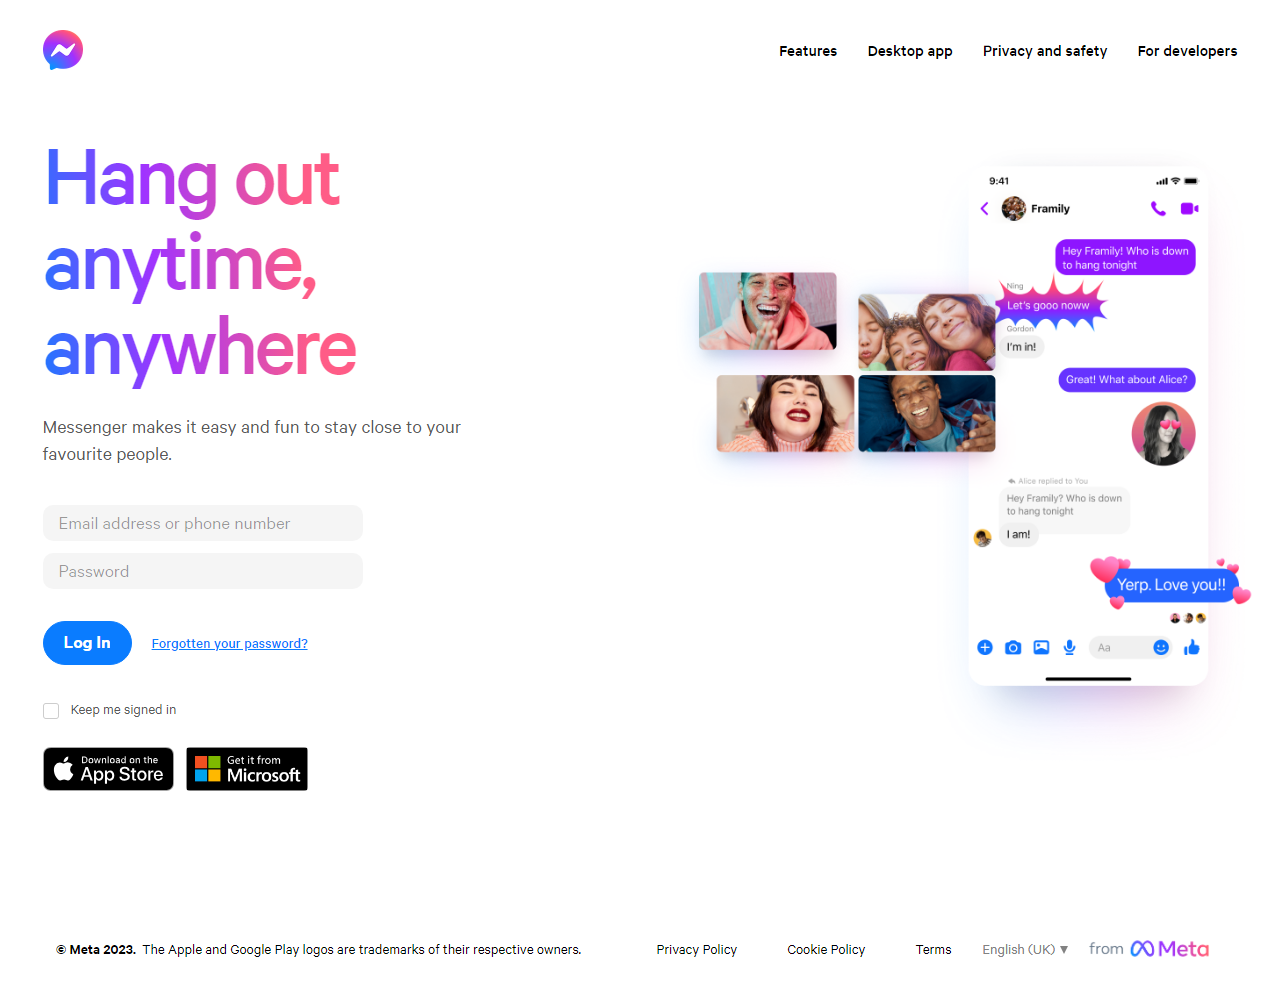 Features
Desktop app
Privacy and safety
For developers
Hang out
anytime,
anywhere
Messenger makes it easy and fun to stay close to your
favourite people.
Email address or phone number
Password
Log In
Forgotten your password?
Keep me signed in
Download on the
App Store
Get it from
Microsoft
9:41
Framily
Hey Framily! Who is down
to hang tonight
Ning
Let's gooo noww
Gordon
I'm in!
Great! What about Alice?
Alice replied to You
Hey Framily? Who is down
to hang tonight
I am!
Yerp. Love you!!
Aa
© Meta 2023. The Apple and Google Play logos are trademarks of their respective owners.
Privacy Policy
Cookie Policy
Terms
English (UK) ▼
from Meta